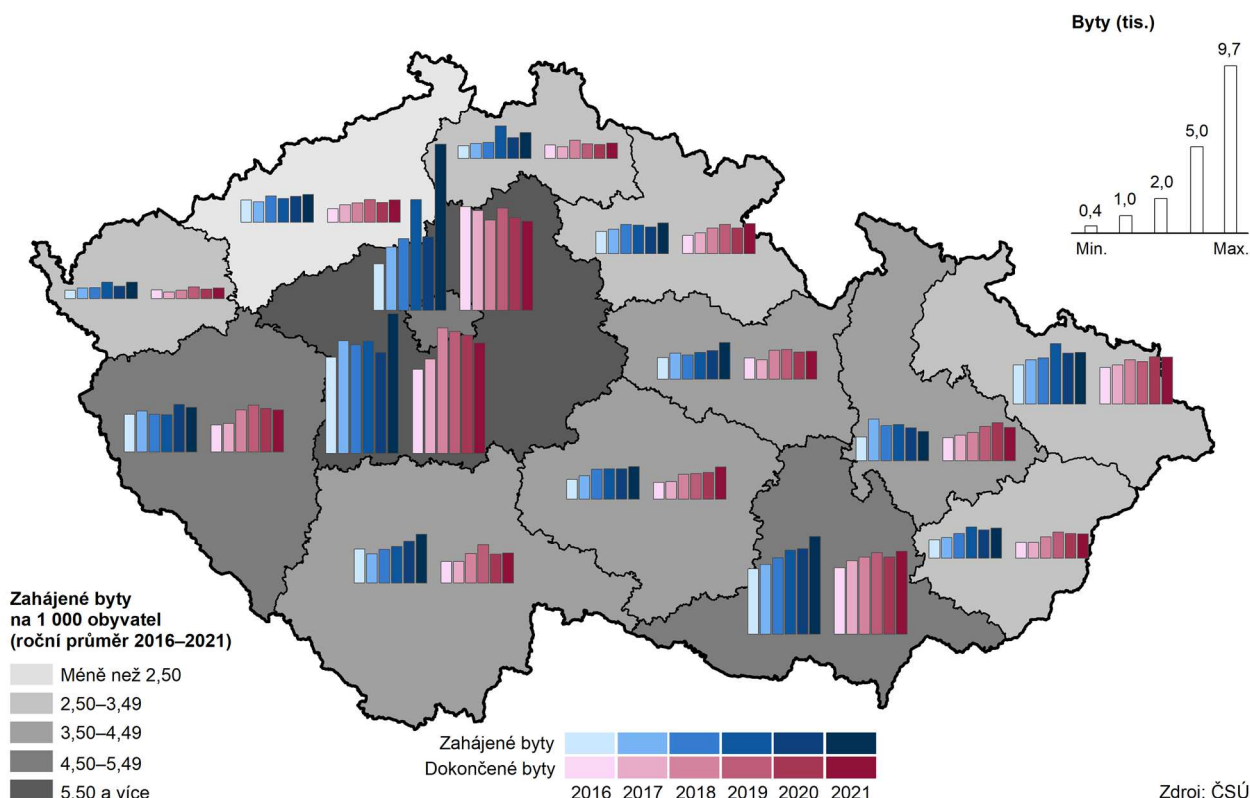 Byty (tis.)
9,7
5,0
2,0
1,0
0,4
Min.
Max.
Zahájené byty
na 1 000 obyvatel
(roční průměr 2016–2021)
Méně než 2,50
2,50–3,49
3,50–4,49
4,50–5,49
5,50 a více
Zahájené byty
Dokončené byty
2016 2017 2018 2019 2020 2021
Zdroj: ČSÚ